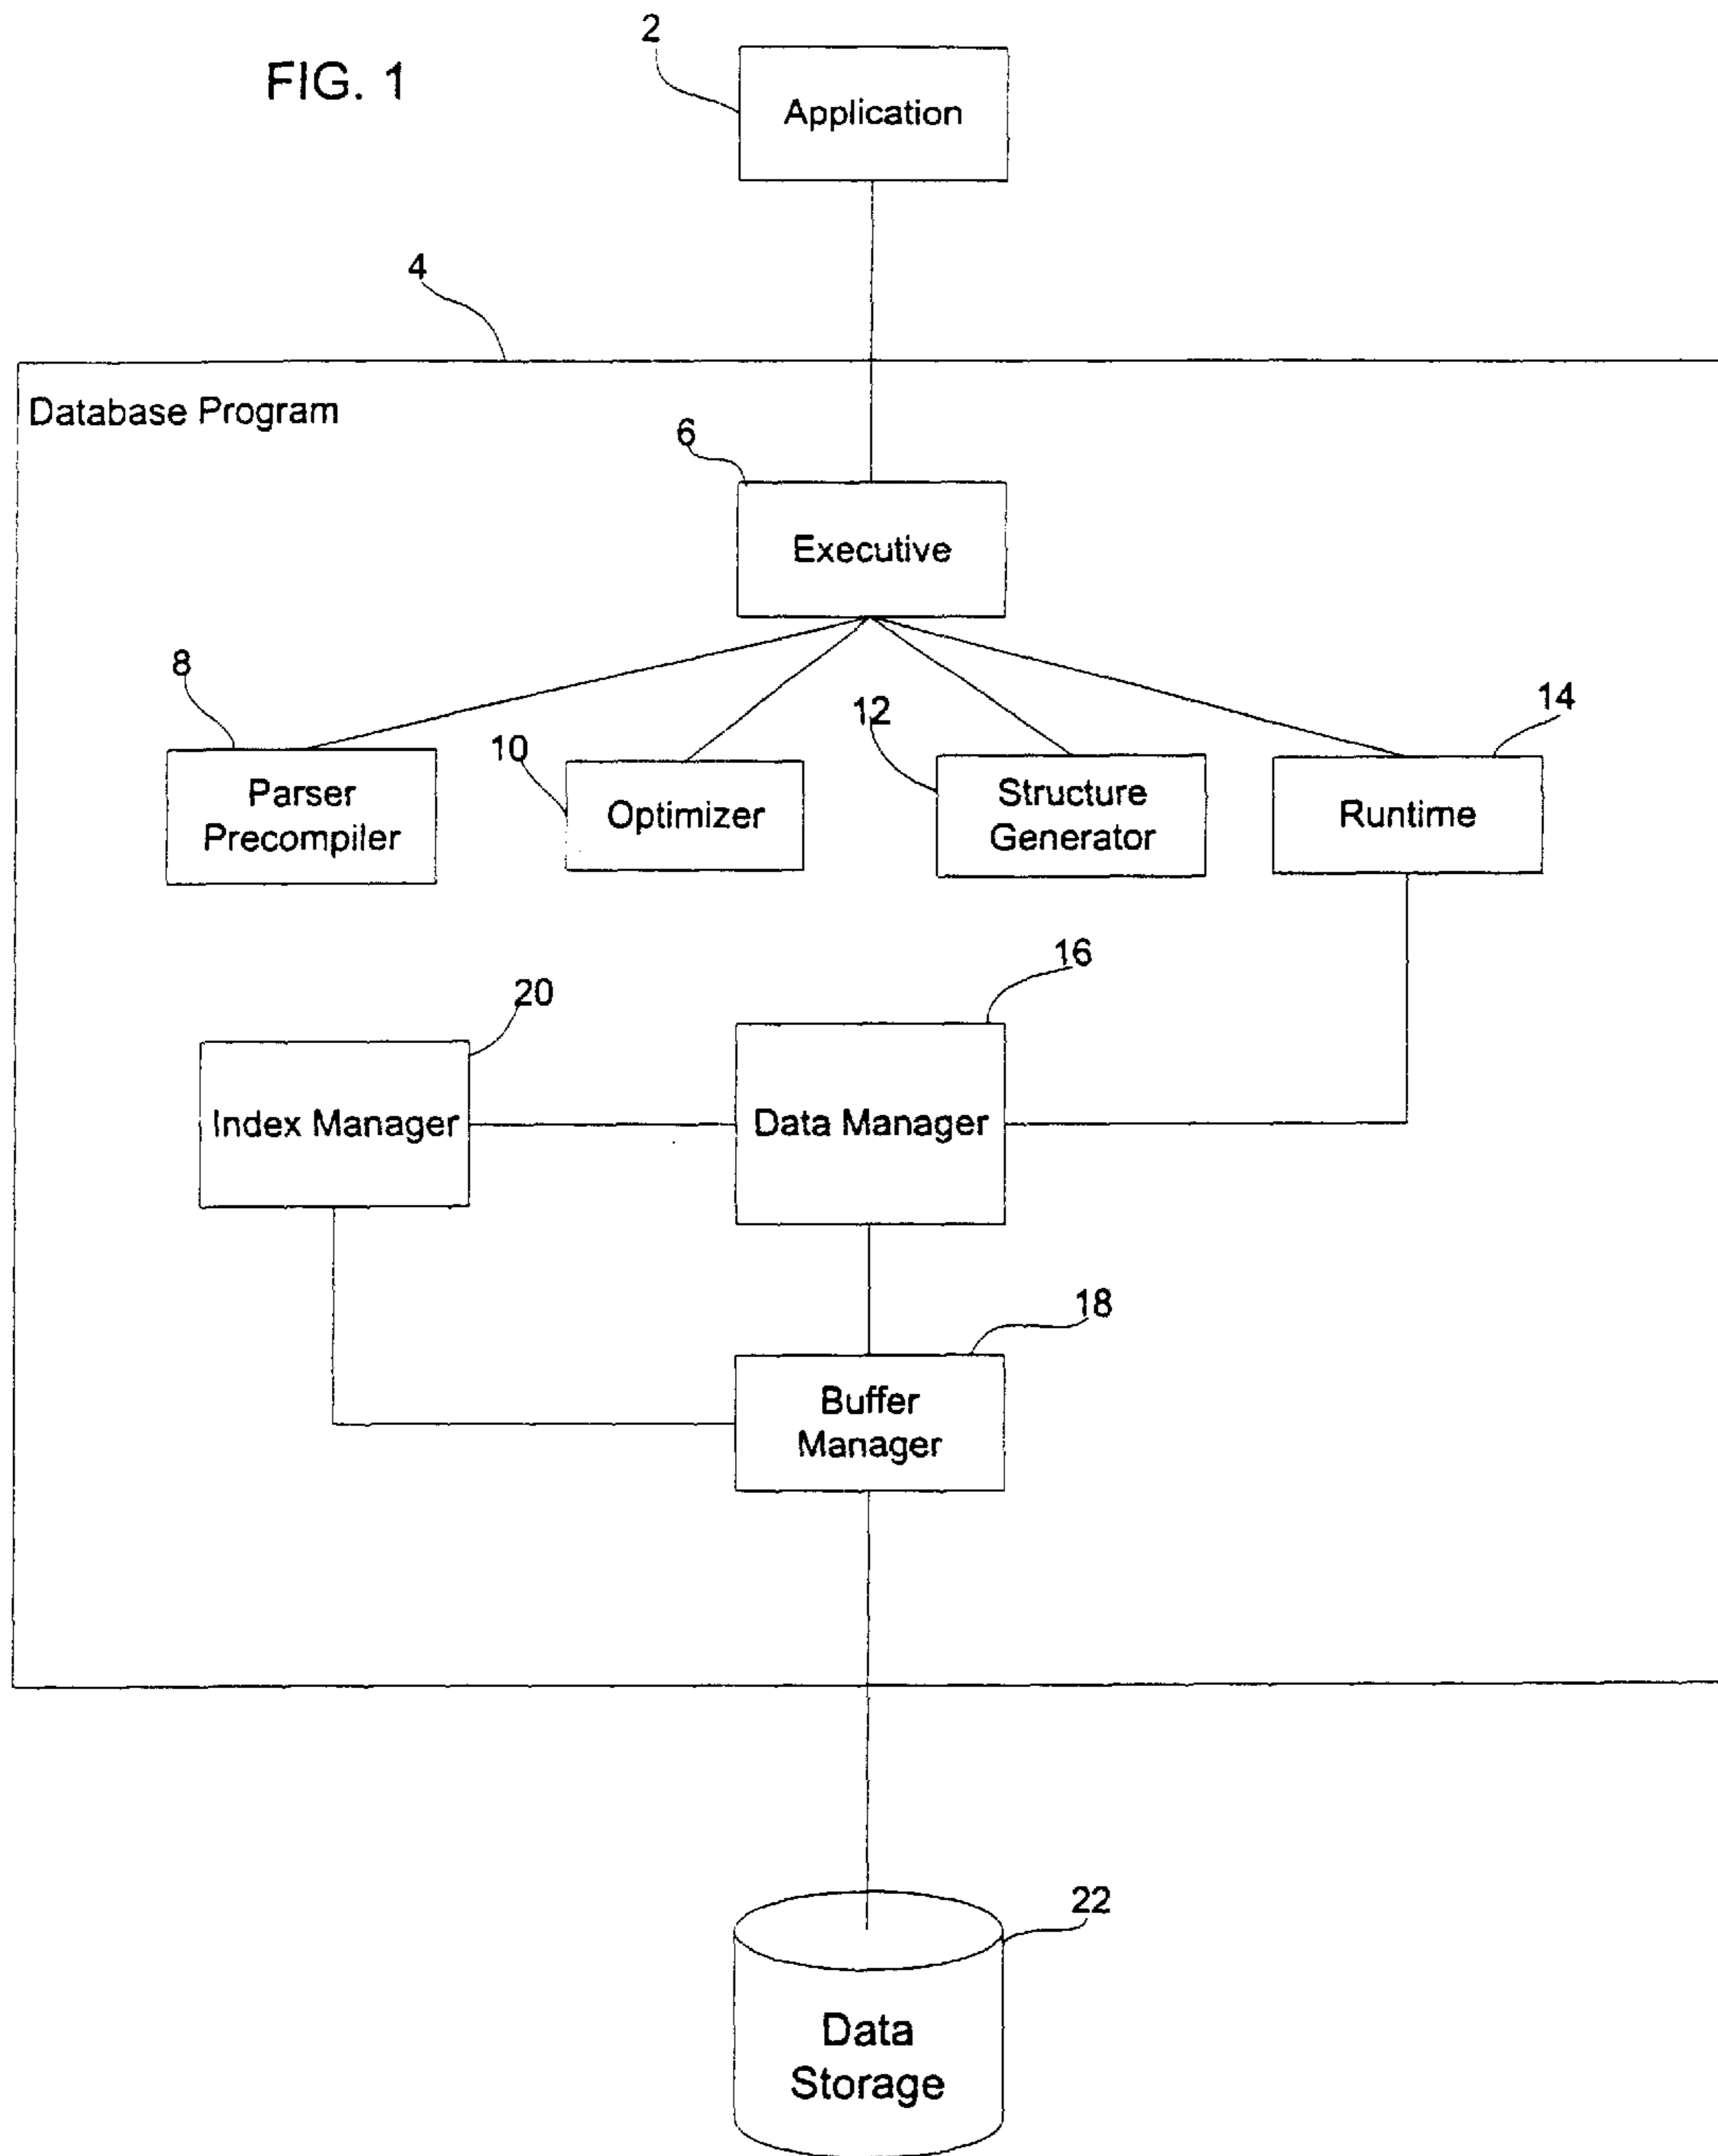 FIG. 1
2
Application
4
Database Program
6
Executive
8
Parser
Precompiler
10
Optimizer
12
Structure
Generator
14
Runtime
16
Data Manager
20
Index Manager
18
Buffer
Manager
22
Data
Storage